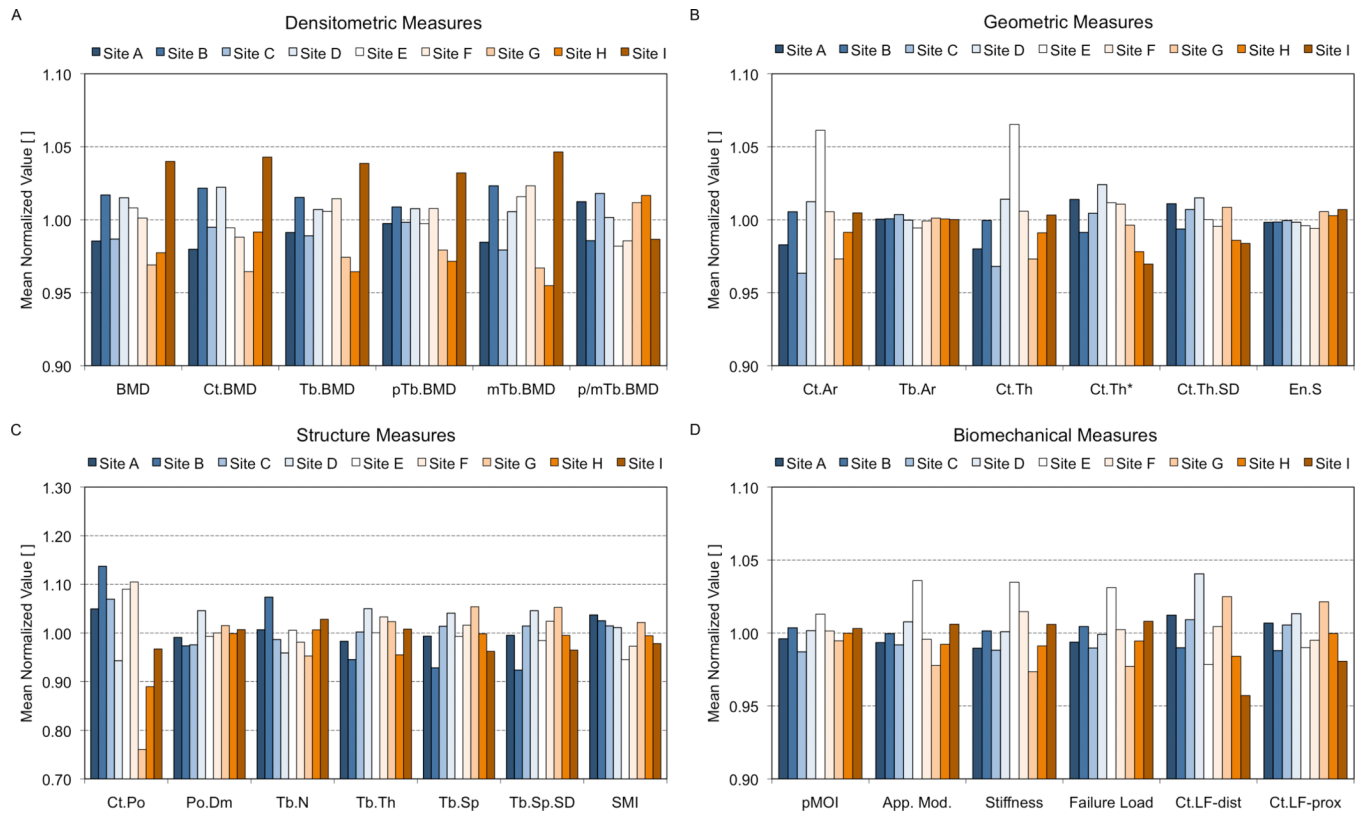 A
Densitometric Measures
Site A Site B Site C Site D Site E Site F Site G Site H Site I
Mean Normalized Value [ ]
1.10
1.05
1.00
0.95
0.90
BMD Ct.BMD Tb.BMD pTb.BMD mTb.BMD p/mTb.BMD
B
Geometric Measures
Site A Site B Site C Site D Site E Site F Site G Site H Site I
Mean Normalized Value [ ]
1.10
1.05
1.00
0.95
0.90
Ct.Ar Tb.Ar Ct.Th Ct.Th* Ct.Th.SD En.S
C
Structure Measures
Site A Site B Site C Site D Site E Site F Site G Site H Site I
Mean Normalized Value [ ]
1.30
1.20
1.10
1.00
0.90
0.80
0.70
Ct.Po Po.Dm Tb.N Tb.Th Tb.Sp Tb.Sp.SD SMI
D
Biomechanical Measures
Site A Site B Site C Site D Site E Site F Site G Site H Site I
Mean Normalized Value [ ]
1.10
1.05
1.00
0.95
0.90
pMOI App. Mod. Stiffness Failure Load Ct.LF-dist Ct.LF-prox